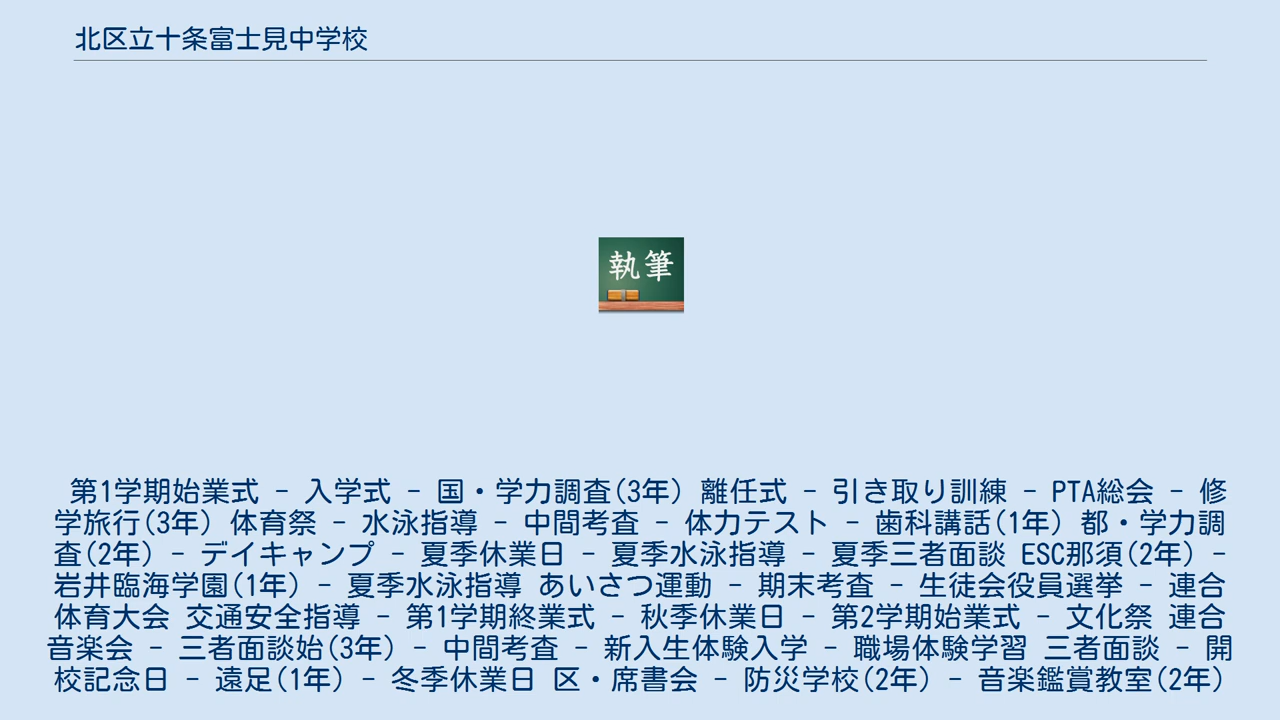 北区立十条富士見中学校
執筆
第1学期始業式 - 入学式 - 国・学力調査(3年) 離任式 - 引き取り訓練 - PTA総会 - 修
学旅行(3年) 体育祭 - 水泳指導 - 中間考査 - 体力テスト - 歯科講話(1年) 都・学力調
査(2年) - デイキャンプ - 夏季休業日 - 夏季水泳指導 - 夏季三者面談 ESC那須(2年) -
岩井臨海学園(1年) - 夏季水泳指導 あいさつ運動 - 期末考査 - 生徒会役員選挙 - 連合
体育大会 交通安全指導 - 第1学期終業式 - 秋季休業日 - 第2学期始業式 - 文化祭 連合
音楽会 - 三者面談始(3年) - 中間考査 - 新入生体験入学 - 職場体験学習 三者面談 - 開
校記念日 - 遠足(1年) - 冬季休業日 区・席書会 - 防災学校(2年) - 音楽鑑賞教室(2年)